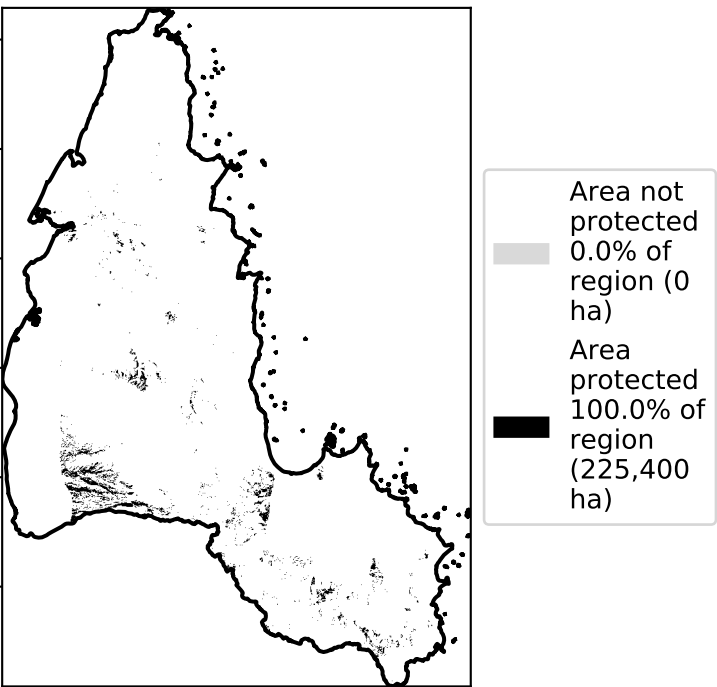 Area not
protected
0.0% of
region (0
ha)
Area
protected
100.0% of
region
(225,400
ha)